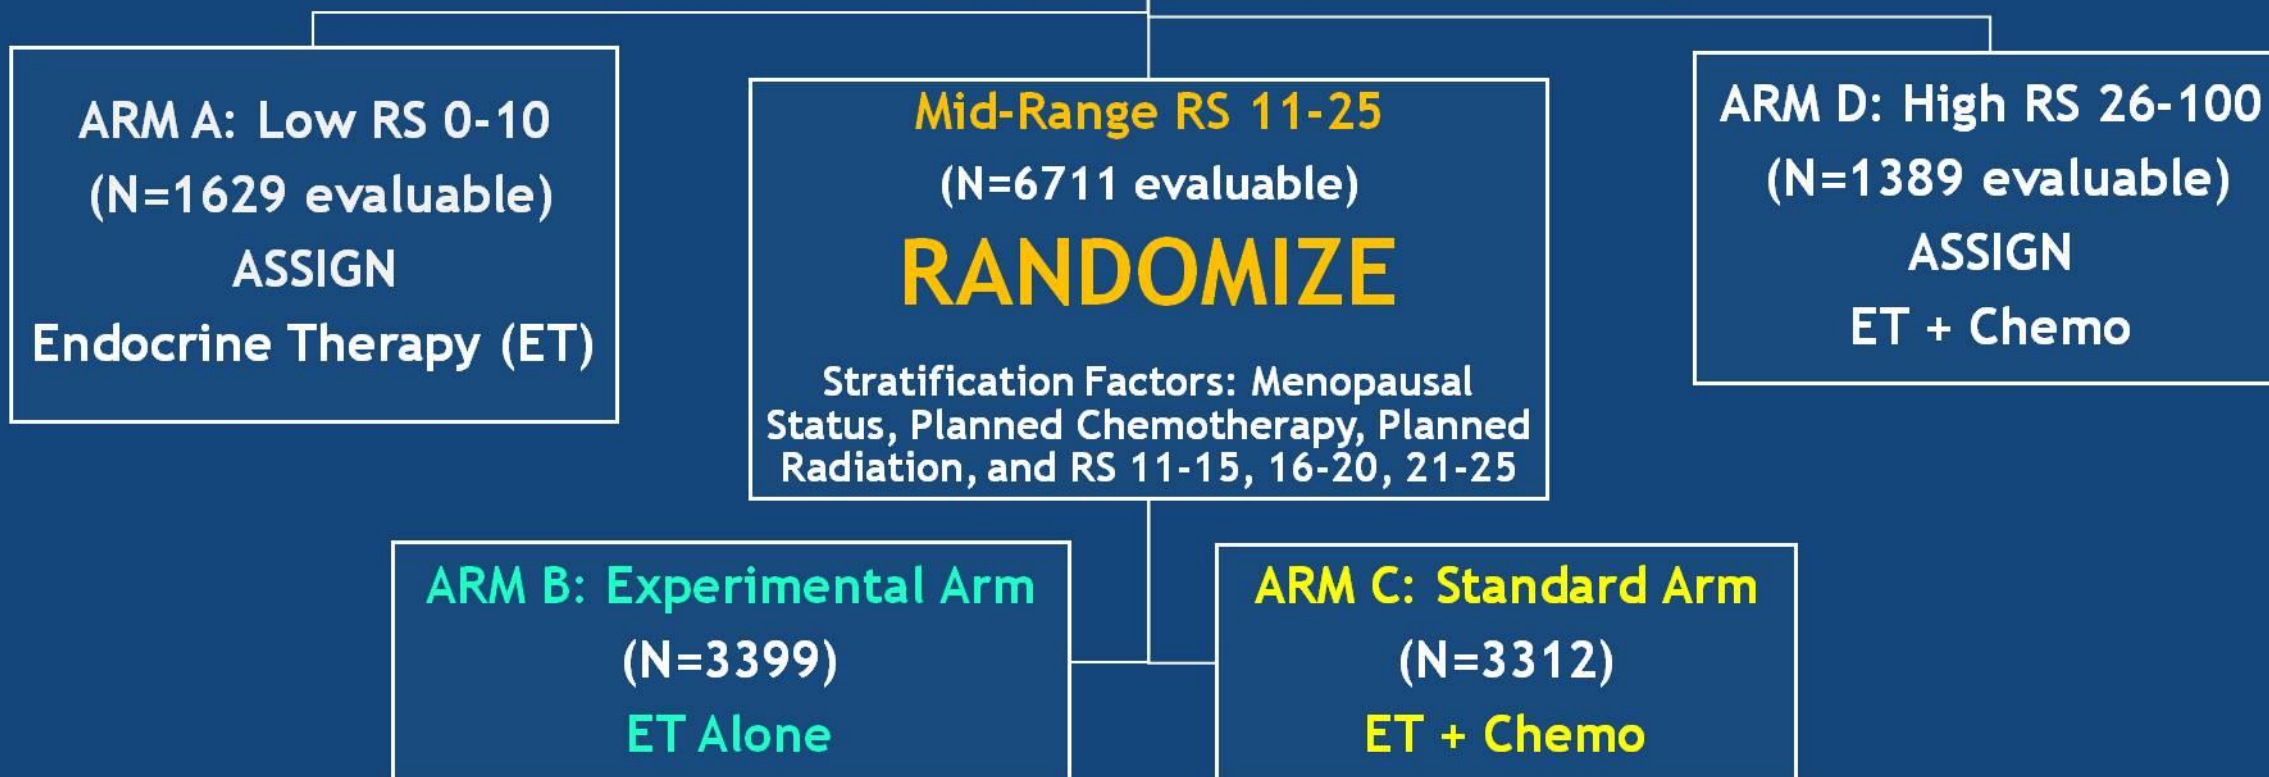 ARM A: Low RS 0-10
(N=1629 evaluable)
ASSIGN
Endocrine Therapy (ET)
Mid-Range RS 11-25
(N=6711 evaluable)
RANDOMIZE
Stratification Factors: Menopausal
Status, Planned Chemotherapy, Planned
Radiation, and RS 11-15, 16-20, 21-25
ARM D: High RS 26-100
(N=1389 evaluable)
ASSIGN
ET + Chemo
ARM B: Experimental Arm
(N=3399)
ET Alone
ARM C: Standard Arm
(N=3312)
ET + Chemo